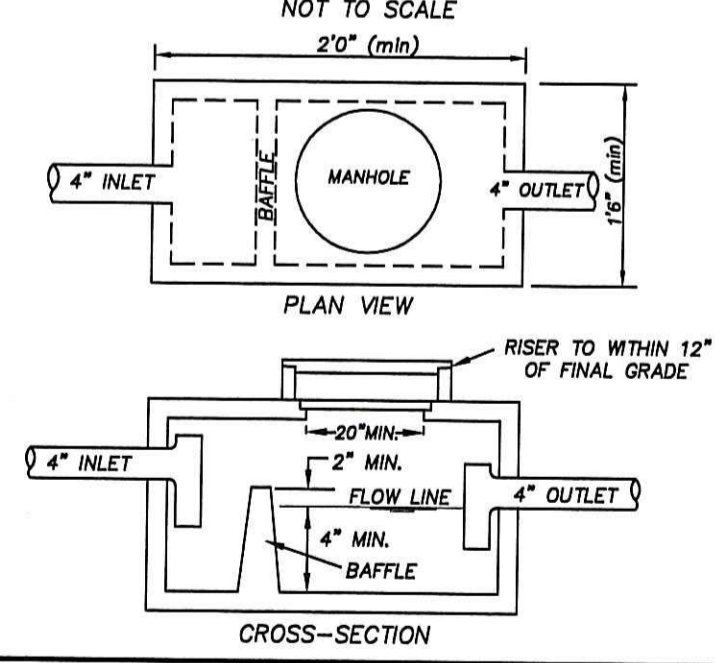 NOT TO SCALE
2'0" (min)
4" INLET
BAFFLE
MANHOLE
4" OUTLET
1'6" (min)
PLAN VIEW
RISER TO WITHIN 12"
OF FINAL GRADE
20"MIN.
4" INLET
2" MIN.
FLOW LINE
4" OUTLET
4" MIN.
BAFFLE
CROSS-SECTION